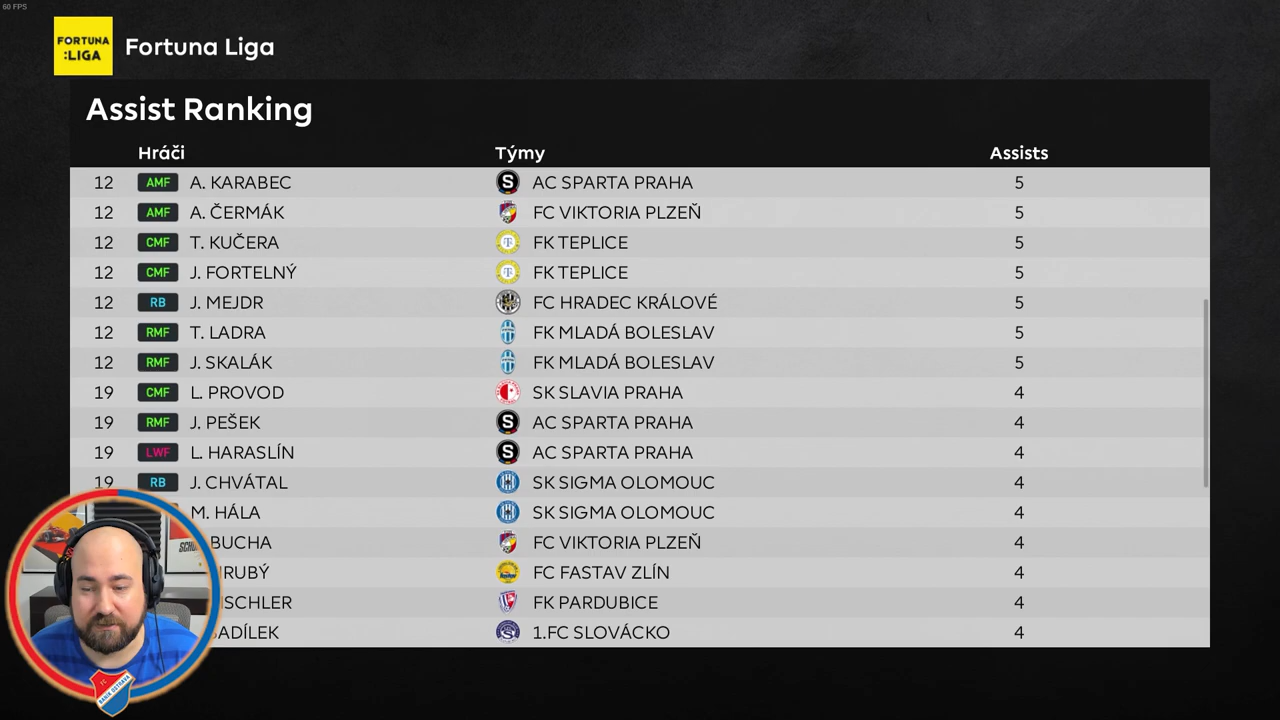 60 FPS
FORTUNA
:LIGA
Fortuna Liga
Assist Ranking
Hráči Týmy Assists
12 AMF A. KARABEC AC SPARTA PRAHA 5
12 AMF A. ČERMÁK FC VIKTORIA PLZEŇ 5
12 CMF T. KUČERA FK TEPLICE 5
12 CMF J. FORTELNÝ FK TEPLICE 5
12 RB J. MEJDR FC HRADEC KRÁLOVÉ 5
12 RMF T. LADRA FK MLADÁ BOLESLAV 5
12 RMF J. SKALÁK FK MLADÁ BOLESLAV 5
19 CMF L. PROVOD SK SLAVIA PRAHA 4
19 RMF J. PEŠEK AC SPARTA PRAHA 4
19 LWF L. HARASLÍN AC SPARTA PRAHA 4
19 RB J. CHVÁTAL SK SIGMA OLOMOUC 4
M. HÁLA SK SIGMA OLOMOUC 4
BUCHA FC VIKTORIA PLZEŇ 4
FC FASTAV ZLÍN 4
FK PARDUBICE 4
1.FC SLOVÁCKO 4
FC
BANÍK OSTRAVA